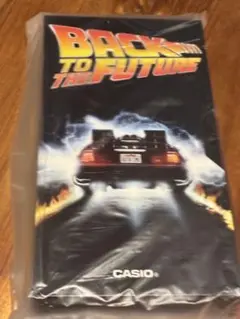 BACK
TO
THE FUTURE
CASIO®